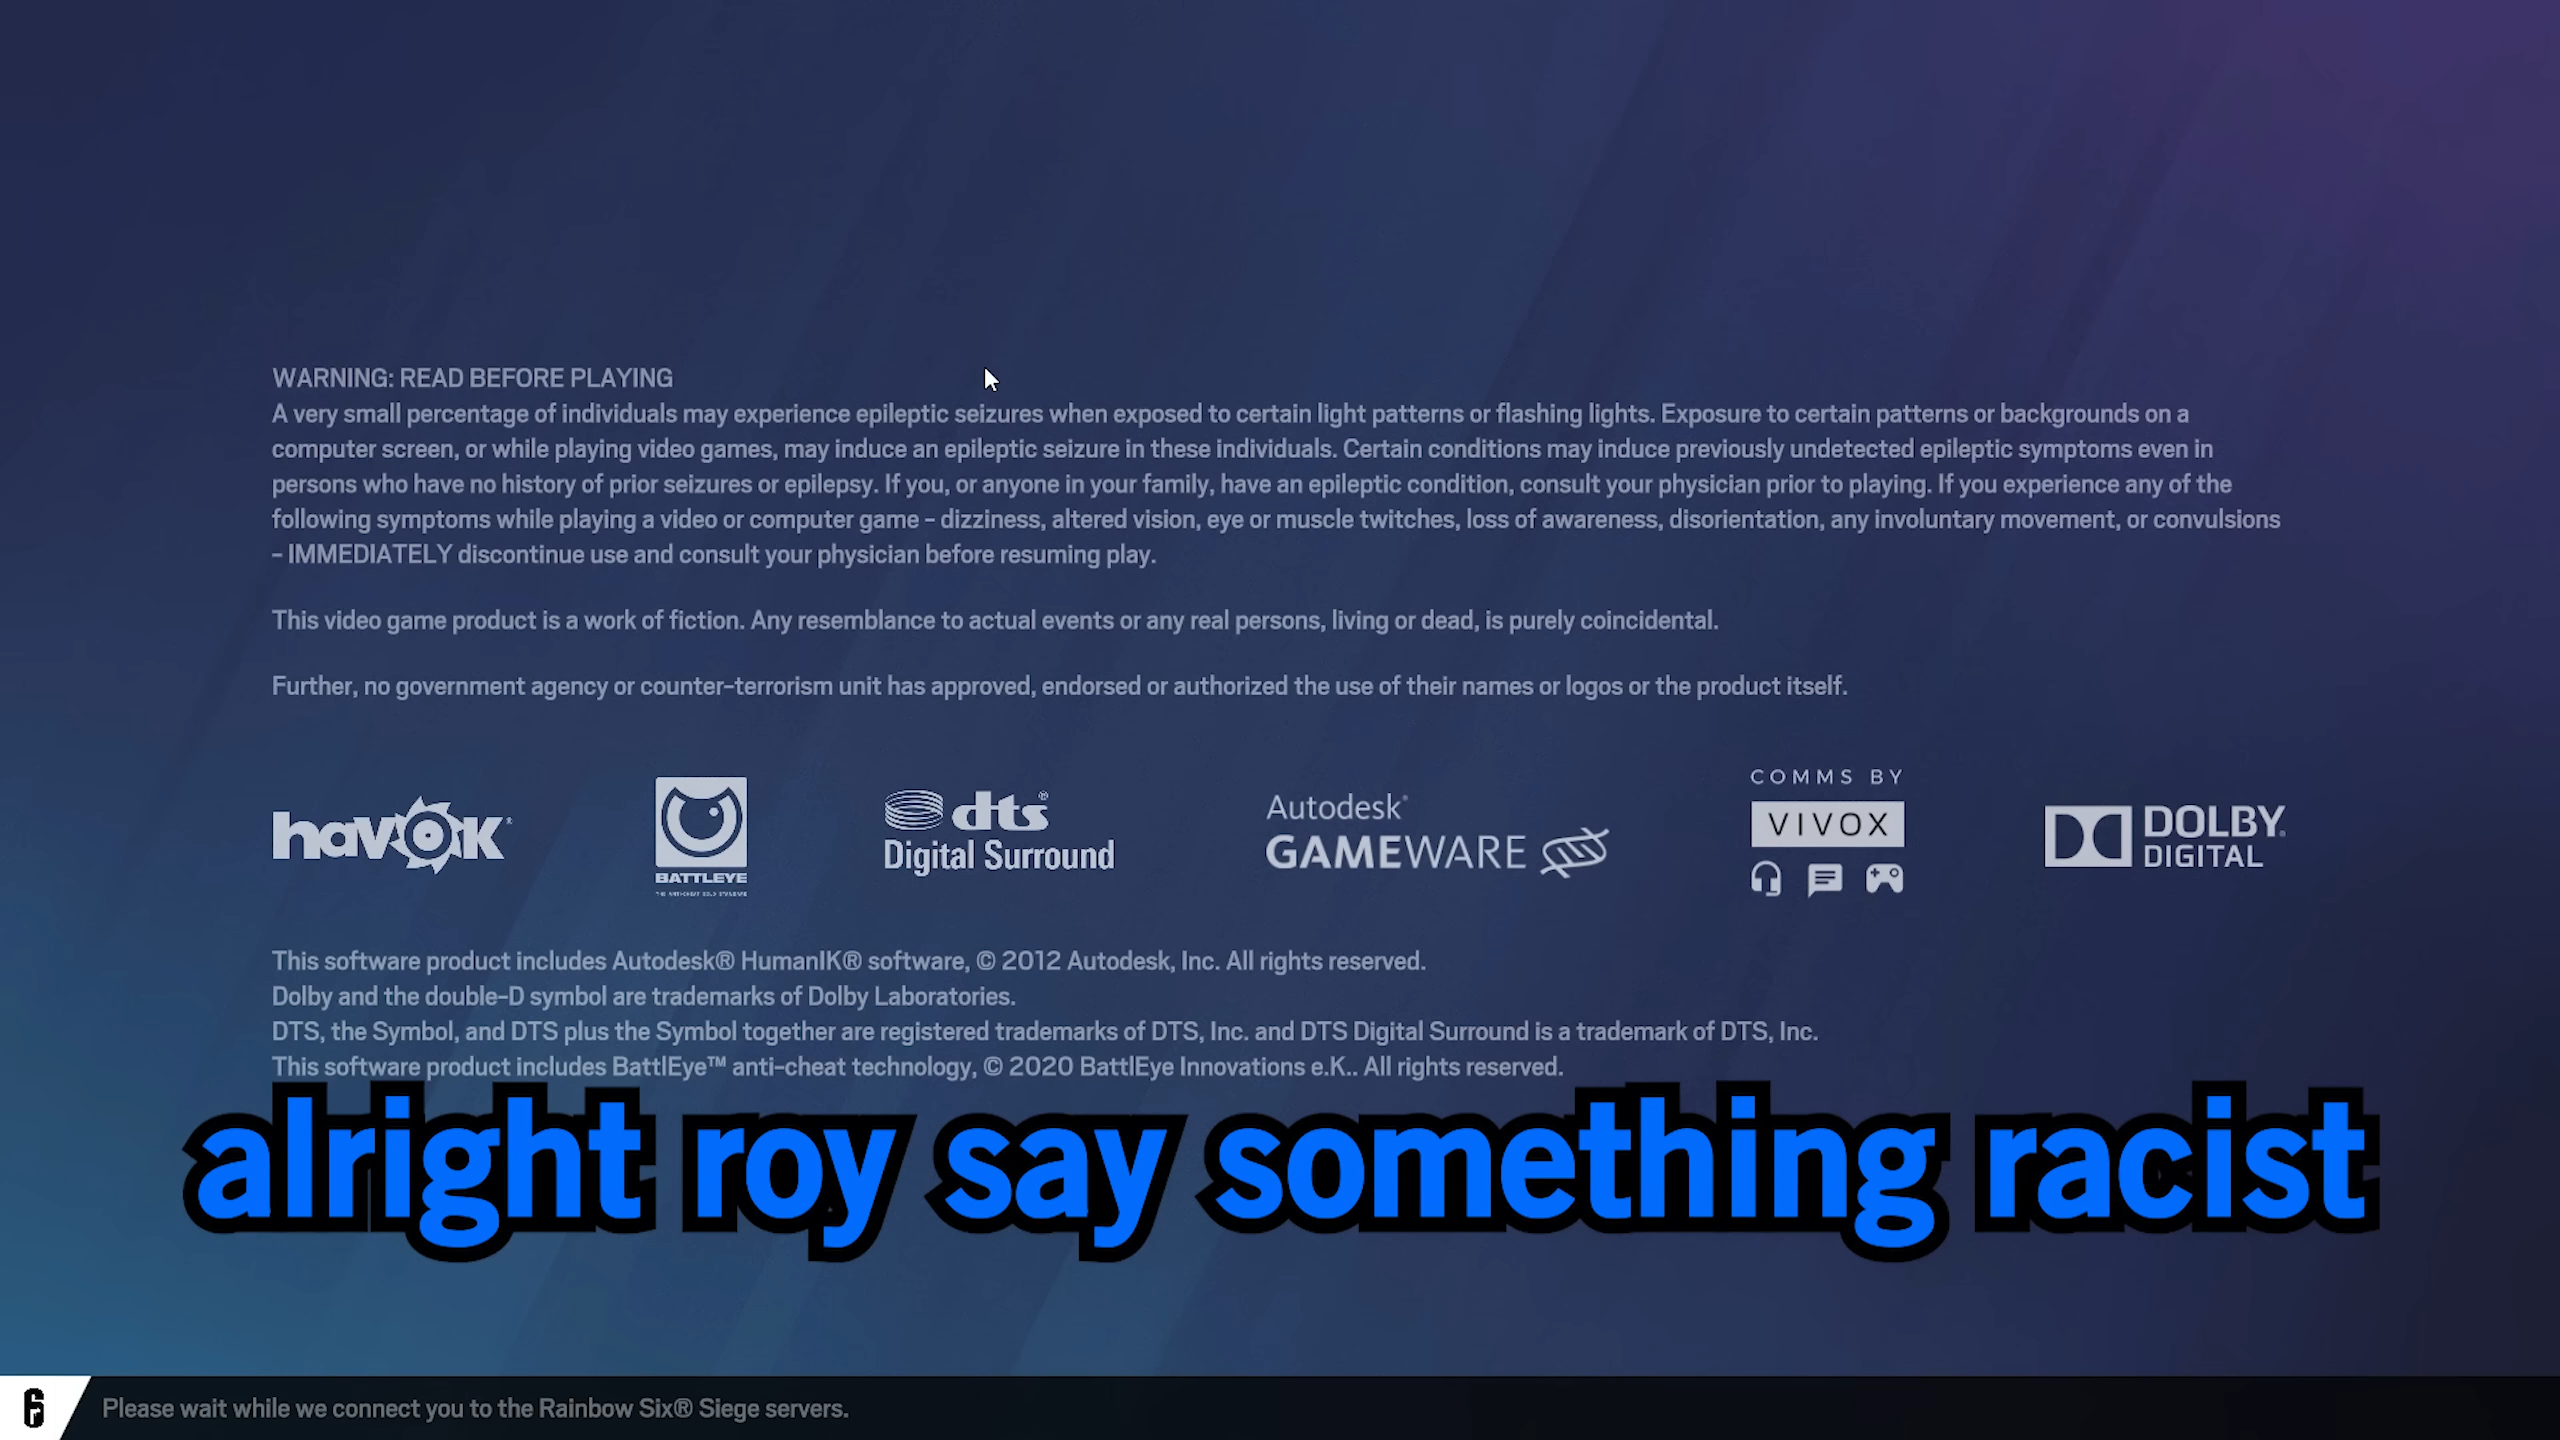 WARNING: READ BEFORE PLAYING
A very small percentage of individuals may experience epileptic seizures when exposed to certain light patterns or flashing lights. Exposure to certain patterns or backgrounds on a
computer screen, or while playing video games, may induce an epileptic seizure in these individuals. Certain conditions may induce previously undetected epileptic symptoms even in
persons who have no history of prior seizures or epilepsy. If you, or anyone in your family, have an epileptic condition, consult your physician prior to playing. If you experience any of the
following symptoms while playing a video or computer game - dizziness, altered vision, eye or muscle twitches, loss of awareness, disorientation, any involuntary movement, or convulsions
- IMMEDIATELY discontinue use and consult your physician before resuming play.
This video game product is a work of fiction. Any resemblance to actual events or any real persons, living or dead, is purely coincidental.
Further, no government agency or counter-terrorism unit has approved, endorsed or authorized the use of their names or logos or the product itself.
havok®
BATTLEYE
THE ANTI-CHEAT GOLD STANDARD
dts®
Digital Surround
Autodesk®
GAMEWARE
COMMS BY
VIVOX
DOLBY®
DIGITAL
This software product includes Autodesk® HumanIK® software, © 2012 Autodesk, Inc. All rights reserved.
Dolby and the double-D symbol are trademarks of Dolby Laboratories.
DTS, the Symbol, and DTS plus the Symbol together are registered trademarks of DTS, Inc. and DTS Digital Surround is a trademark of DTS, Inc.
This software product includes BattlEye™ anti-cheat technology, © 2020 BattlEye Innovations e.K.. All rights reserved.
alright roy say something racist
6 Please wait while we connect you to the Rainbow Six® Siege servers.